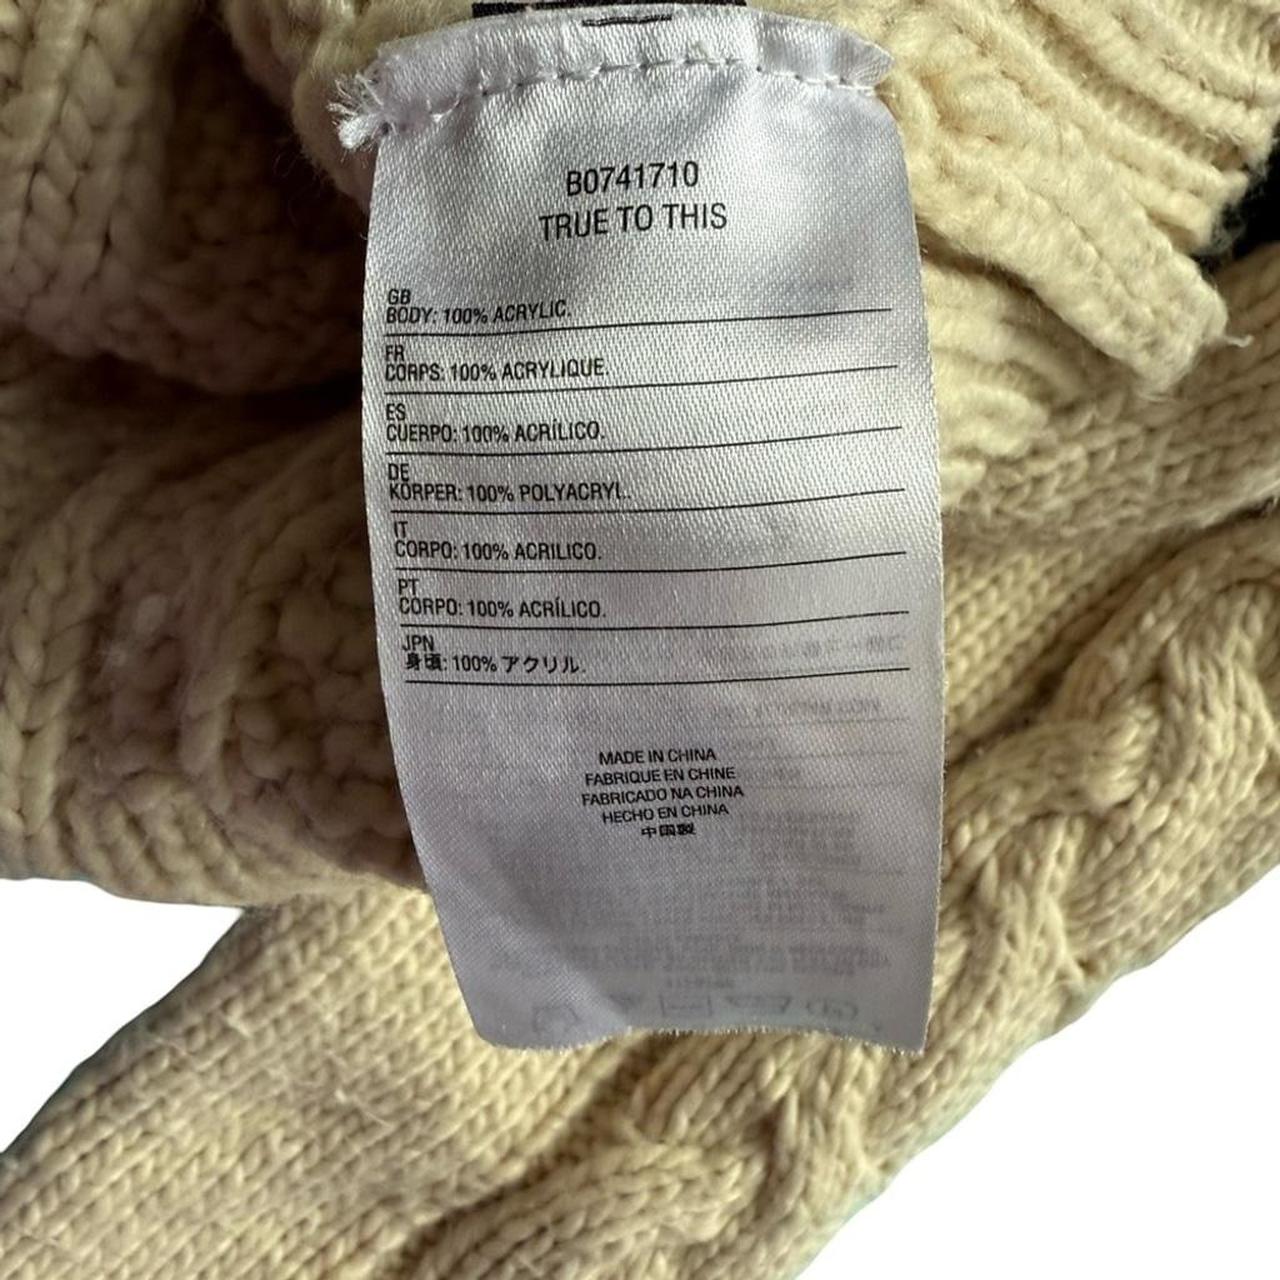 B0741710
TRUE TO THIS
GB
BODY: 100% ACRYLIC.
FR
CORPS: 100% ACRYLIQUE.
ES
CUERPO: 100% ACRÍLICO.
DE
KÖRPER: 100% POLYACRYL.
IT
CORPO: 100% ACRILICO.
PT
CORPO: 100% ACRÍLICO.
JPN
身頃: 100% アクリル.
MADE IN CHINA
FABRIQUE EN CHINE
FABRICADO NA CHINA
HECHO EN CHINA
中国製